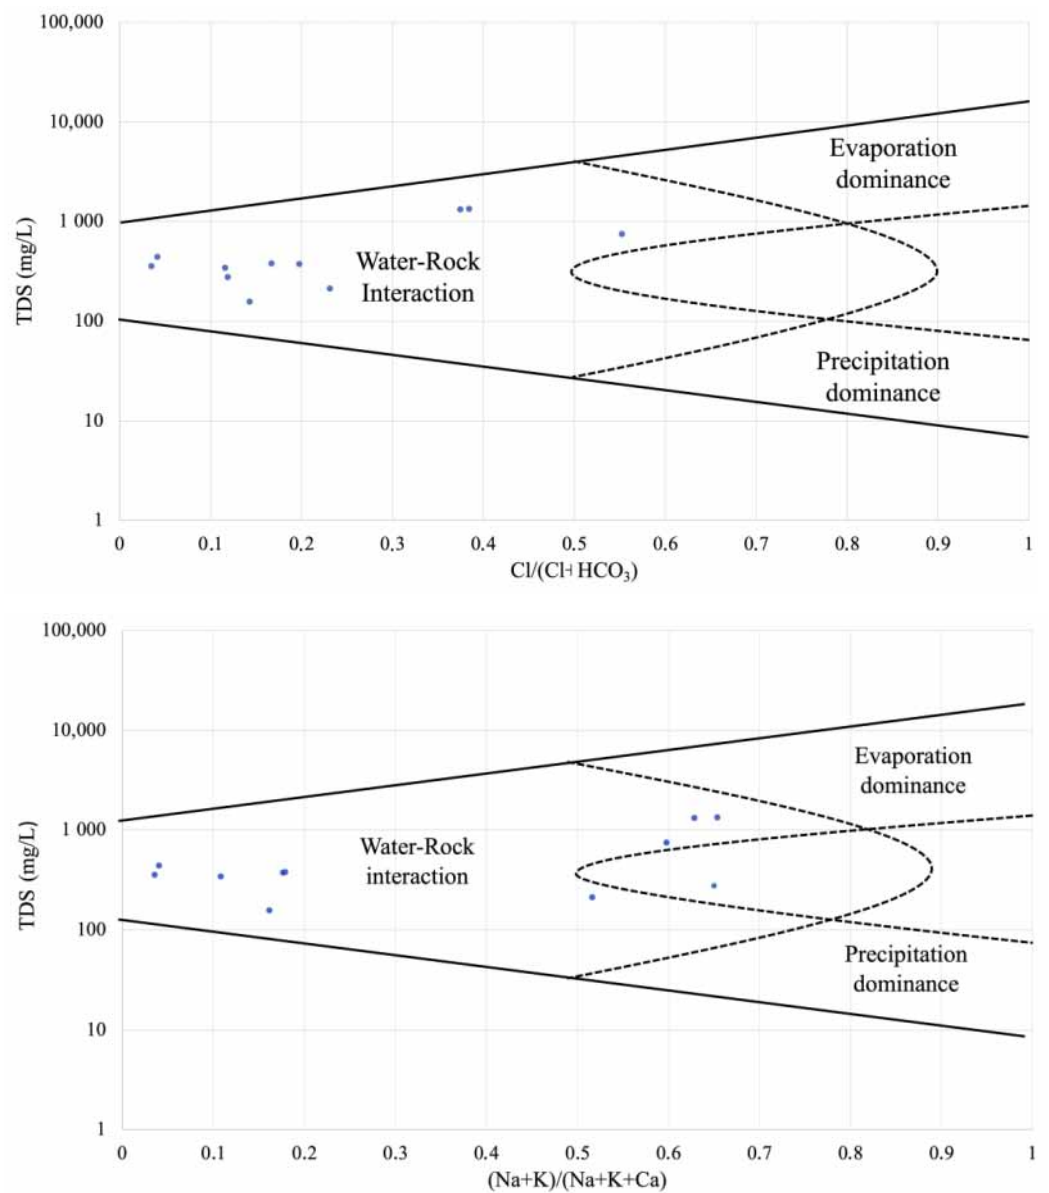 100,000
10,000
Evaporation
dominance
1 000
Water-Rock
Interaction
TDS (mg/L)
100
Precipitation
dominance
10
1
0 0.1 0.2 0.3 0.4 0.5 0.6 0.7 0.8 0.9 1
Cl/(Cl+HCO₃)
100,000
10,000
Evaporation
dominance
1 000
Water-Rock
interaction
TDS (mg/L)
100
Precipitation
dominance
10
1
0 0.1 0.2 0.3 0.4 0.5 0.6 0.7 0.8 0.9 1
(Na+K)/(Na+K+Ca)